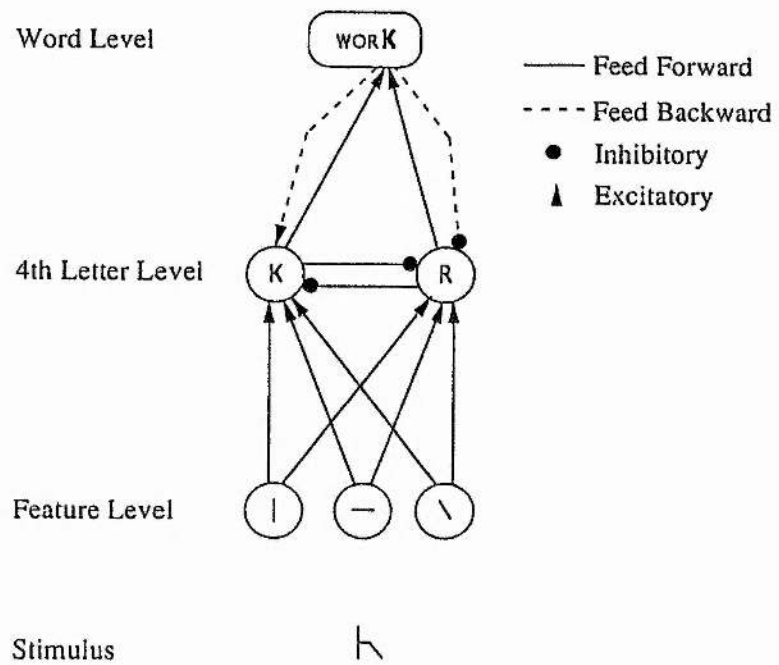 Word Level
WORK
Feed Forward
Feed Backward
Inhibitory
Excitatory
4th Letter Level
K
R
Feature Level
Stimulus